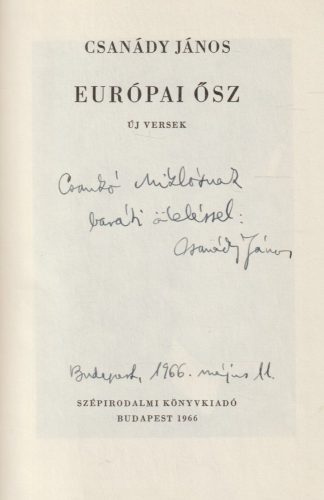 CSANÁDY JÁNOS
EURÓPAI ŐSZ
ÚJ VERSEK
Csankó Miklósnak
baráti öleléssel:
Csanády János
Budapest, 1966. május 11.
SZÉPIRODALMI KÖNYVKIADÓ
BUDAPEST 1966